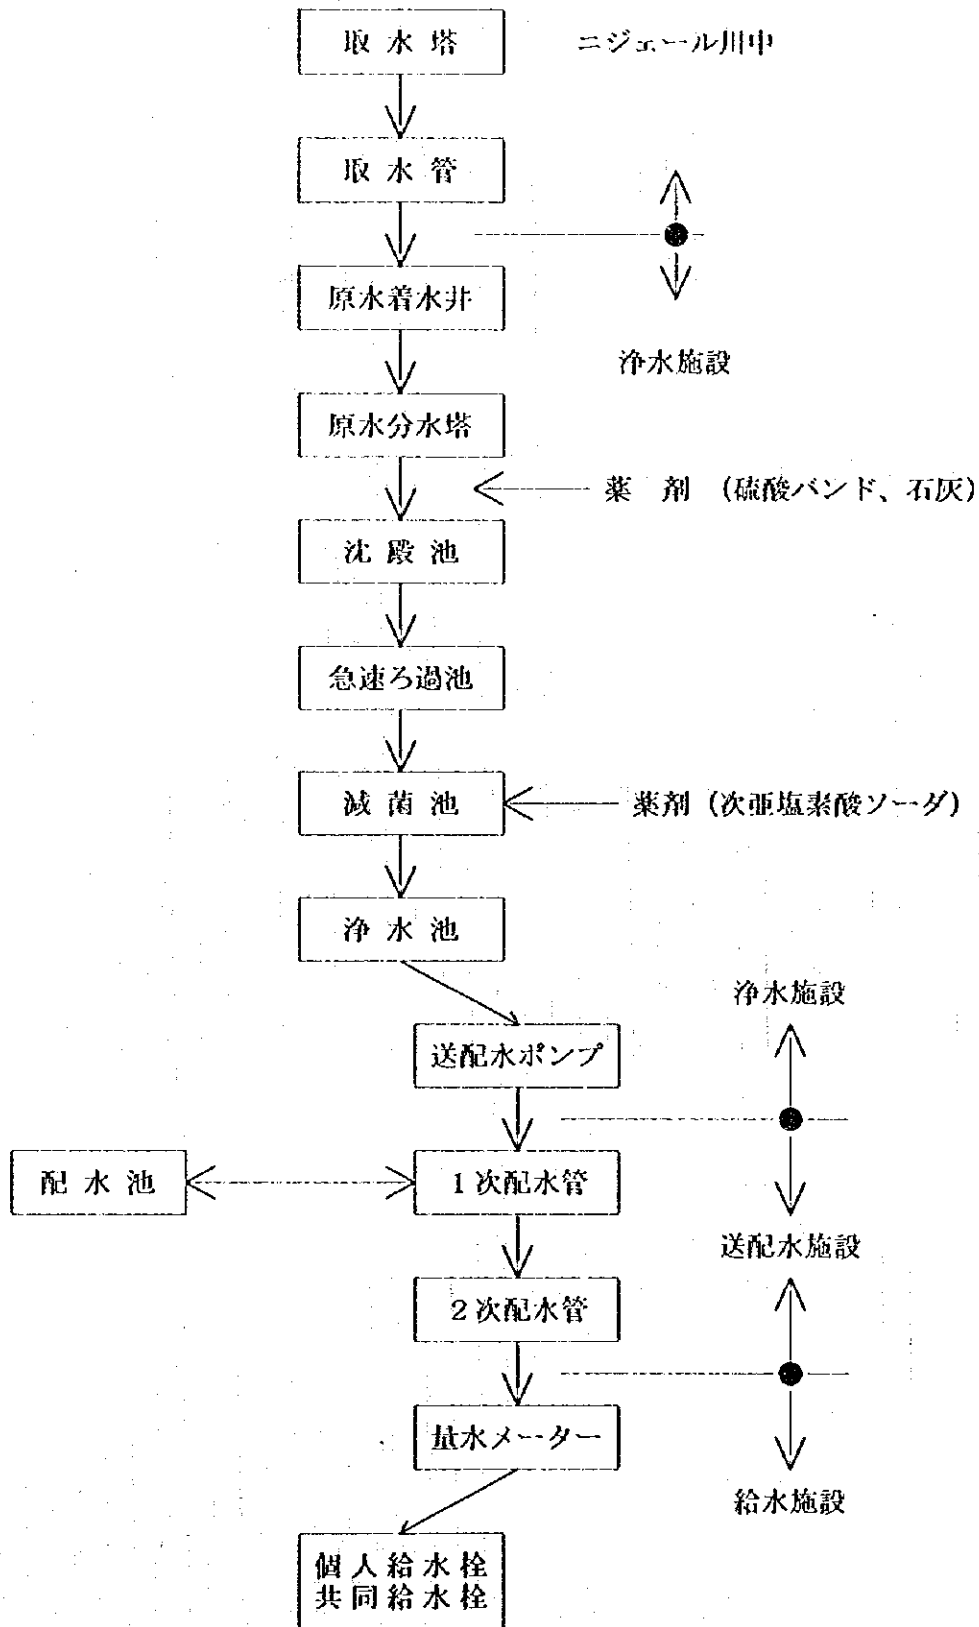 取水塔 ニジェール川中
取水管
原水着水井
浄水施設
原水分水塔
薬 剤 (硫酸バンド、石灰)
沈殿池
急速ろ過池
滅菌池
薬剤 (次亜塩素酸ソーダ)
浄水池
浄水施設
送配水ポンプ
配水池
1次配水管
送配水施設
2次配水管
量水メーター
給水施設
個人給水栓
共同給水栓